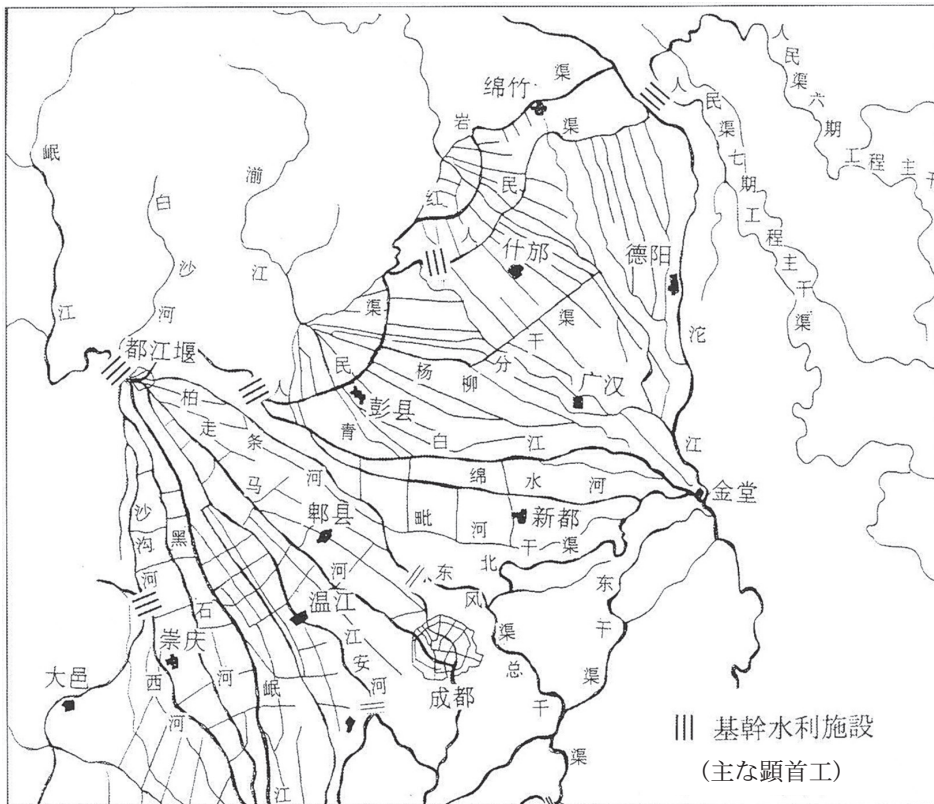 绵竹
渠
人民渠六期工程主干
人民渠七期工程主干渠
岷江
白沙河
湔江
红岩渠
人民渠
什邡
德阳
沱江
都江堰
人民渠
彭县
杨柳分干渠
广汉
青白江
柏条河
走马河
绵水河
金堂
毗河
新都
郫县
沙沟河
黑石河
温江
江安河
东风渠总干渠
北干渠
东干渠
崇庆
大邑
西河
岷江
成都
基幹水利施設
(主な顕首工)